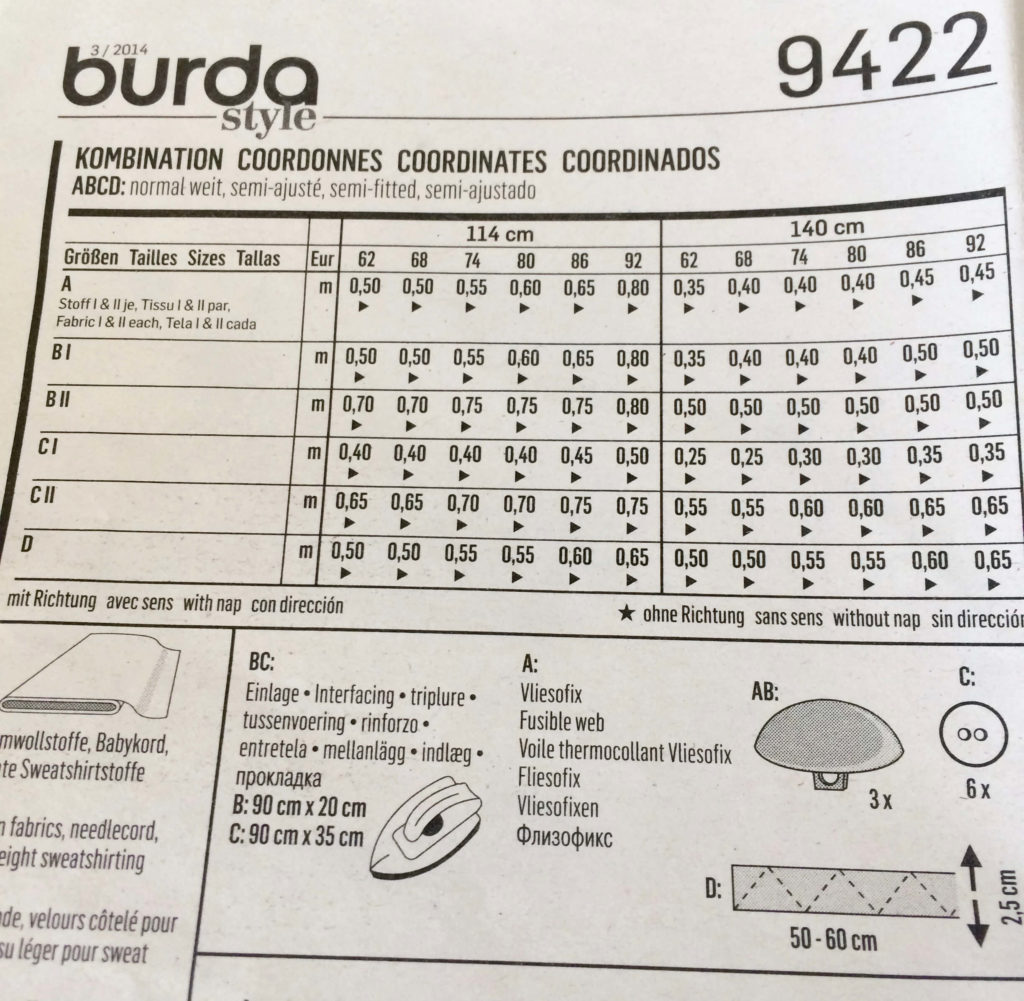 3 / 2014
burda
style
9422
KOMBINATION COORDONNES COORDINATES COORDINADOS
ABCD: normal weit, semi-ajusté, semi-fitted, semi-ajustado
114 cm 140 cm
Größen Tailles Sizes Tallas Eur 62 68 74 80 86 92 62 68 74 80 86 92
A m 0,50 0,50 0,55 0,60 0,65 0,80 0,35 0,40 0,40 0,40 0,45 0,45
Stoff I & II je, Tissu I & II par,
Fabric I & II each, Tela I & II cada
B I m 0,50 0,50 0,55 0,60 0,65 0,80 0,35 0,40 0,40 0,40 0,50 0,50
B II m 0,70 0,70 0,75 0,75 0,75 0,80 0,50 0,50 0,50 0,50 0,50 0,50
C I m 0,40 0,40 0,40 0,40 0,45 0,50 0,25 0,25 0,30 0,30 0,35 0,35
C II m 0,65 0,65 0,70 0,70 0,75 0,75 0,55 0,55 0,60 0,60 0,65 0,65
D m 0,50 0,50 0,55 0,55 0,60 0,65 0,50 0,50 0,55 0,55 0,60 0,65
mit Richtung avec sens with nap con dirección
★ ohne Richtung sans sens without nap sin direcció
mwollstoffe, Babykord,
te Sweatshirtstoffe
n fabrics, needlecord,
eight sweatshirting
de, velours côtelé pour
su léger pour sweat
BC:
Einlage • Interfacing • triplure •
tussenvoering • rinforzo •
entretela • mellanlägg • indlæg •
прокладка
B: 90 cm x 20 cm
C: 90 cm x 35 cm
A:
Vliesofix
Fusible web
Voile thermocollant Vliesofix
Fliesofix
Vliesofixen
Флизофикс
AB:
3 x
C:
6 x
D:
50 - 60 cm
2,5 cm